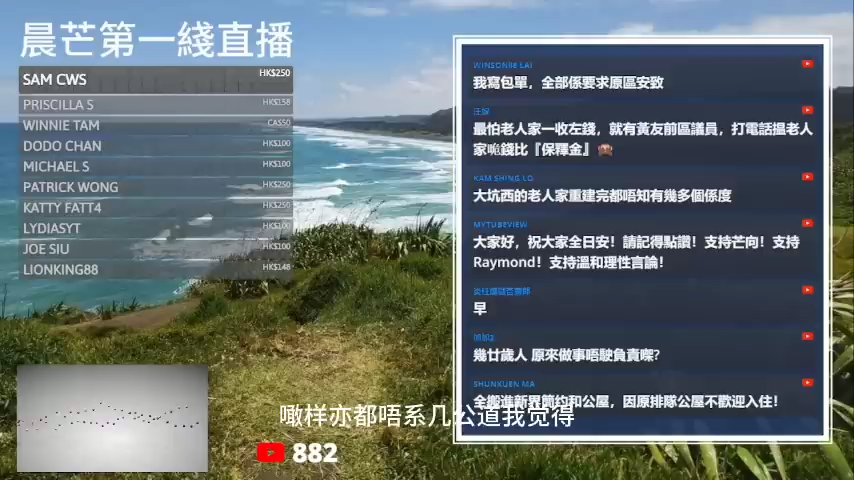 晨芒第一綫直播
SAM CWS HK$250
PRISCILLA S HK$158
WINNIE TAM CA$50
DODO CHAN HK$100
MICHAEL S HK$100
PATRICK WONG HK$250
KATTY FATT4 HK$250
LYDIASYT HK$100
JOE SIU HK$100
LIONKING88 HK$148
WINSONIE LAI
我寫包單，全部係要求原區安致
最怕老人家一收左錢，就有黃友前區議員，打電話搵老人
家呃錢比『保釋金』
KAM SHING LO
大坑西的老人家重建完都唔知有幾多個係度
MYTUBEVIEW
大家好，祝大家全日安！請記得點讚！支持芒向！支持
Raymond！支持溫和理性言論！
早
幾廿歲人 原來做事唔駛負責㗎?
SHUNKUEN MA
全搬進新界簡約和公屋，因原排隊公屋不歡迎入住！
噉样亦都唔系几公道我觉得
882